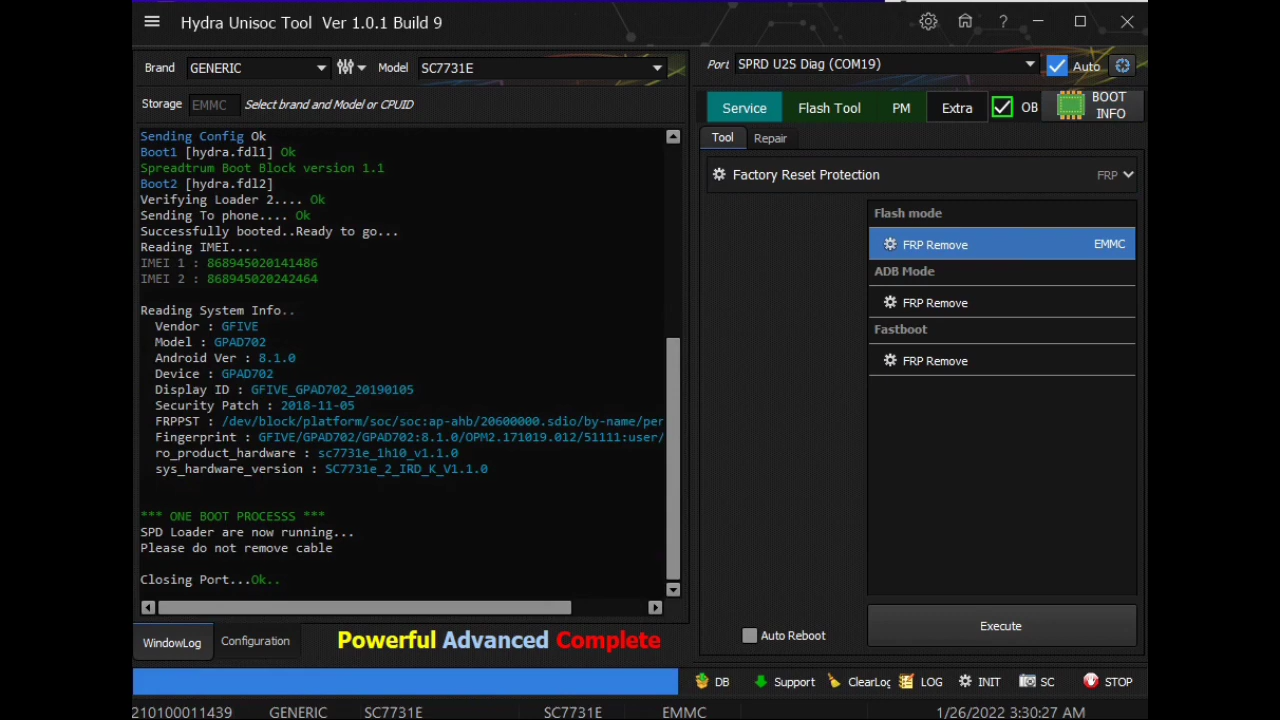 Hydra Unisoc Tool Ver 1.0.1 Build 9
?
Brand GENERIC Model SC7731E
Port SPRD U2S Diag (COM19) Auto
Storage EMMC Select brand and Model or CPUID
Service Flash Tool PM Extra OB BOOT INFO
Tool Repair
Factory Reset Protection FRP
Flash mode
FRP Remove EMMC
ADB Mode
FRP Remove
Fastboot
FRP Remove
Sending Config Ok
Boot1 [hydra.fdl1] Ok
Spreadtrum Boot Block version 1.1
Boot2 [hydra.fdl2]
Verifying Loader 2.... Ok
Sending To phone.... Ok
Successfully booted..Ready to go...
Reading IMEI....
IMEI 1 : 868945020141486
IMEI 2 : 868945020242464
Reading System Info..
Vendor : GFIVE
Model : GPAD702
Android Ver : 8.1.0
Device : GPAD702
Display ID : GFIVE_GPAD702_20190105
Security Patch : 2018-11-05
FRPPST : /dev/block/platform/soc/soc:ap-ahb/20600000.sdio/by-name/per
Fingerprint : GFIVE/GPAD702/GPAD702:8.1.0/OPM2.171019.012/51111:user/
ro_product_hardware : sc7731e_1h10_v1.1.0
sys_hardware_version : SC7731e_2_IRD_K_V1.1.0
*** ONE BOOT PROCESSS ***
SPD Loader are now running...
Please do not remove cable
Closing Port...Ok..
Auto Reboot Execute
WindowLog Configuration Powerful Advanced Complete
DB Support ClearLog LOG INIT SC STOP
210100011439 GENERIC SC7731E SC7731E EMMC 1/26/2022 3:30:27 AM